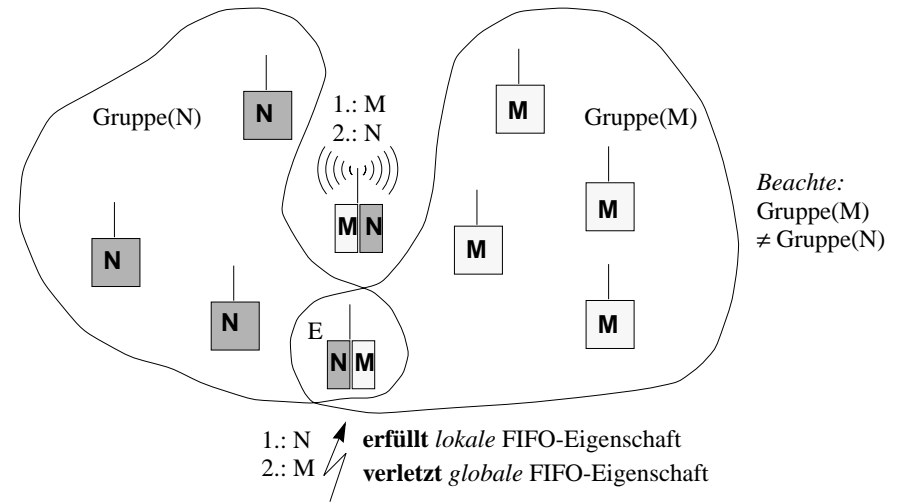 Gruppe(N)
N
1.: M
2.: N
M
Gruppe(M)
M
Beachte:
Gruppe(M)
≠ Gruppe(N)
M N
M
N
N
M
E
N M
1.: N
2.: M
erfüllt lokale FIFO-Eigenschaft
verletzt globale FIFO-Eigenschaft